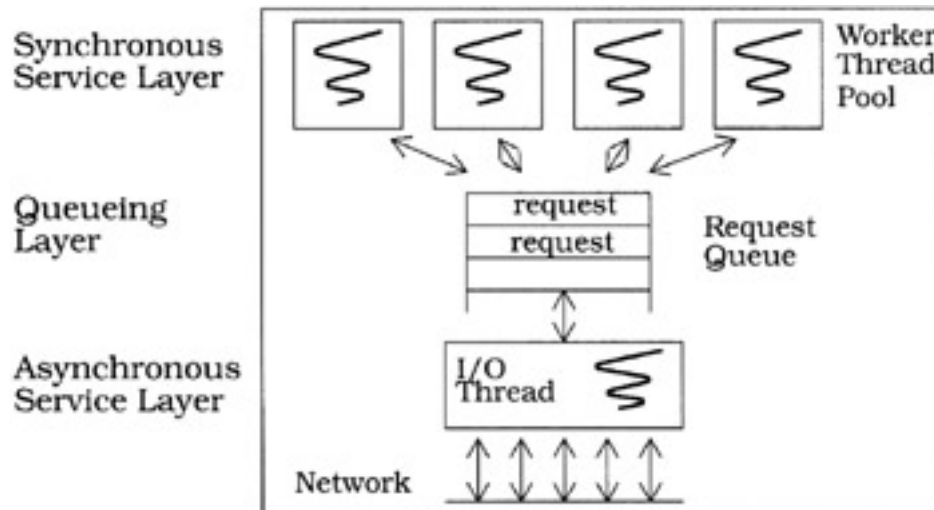 Synchronous
Service Layer
Worker
Thread
Pool
Queueing
Layer
request
request
Request
Queue
Asynchronous
Service Layer
I/O
Thread
Network